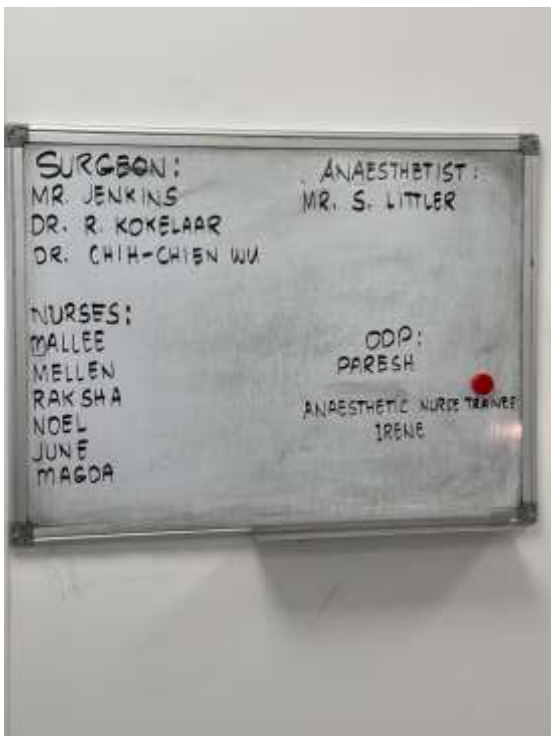 SURGEON:
MR. JENKINS
DR. R. KOKELAAR
DR. CHIH-CHIEN WU
ANAESTHETIST:
MR. S. LITTLER
NURSES:
MALLEE
MELLEN
RAKSHA
NOEL
JUNE
MAGDA
ODP:
PARESH
ANAESTHETIC NURSE TRAINEE
IRENE